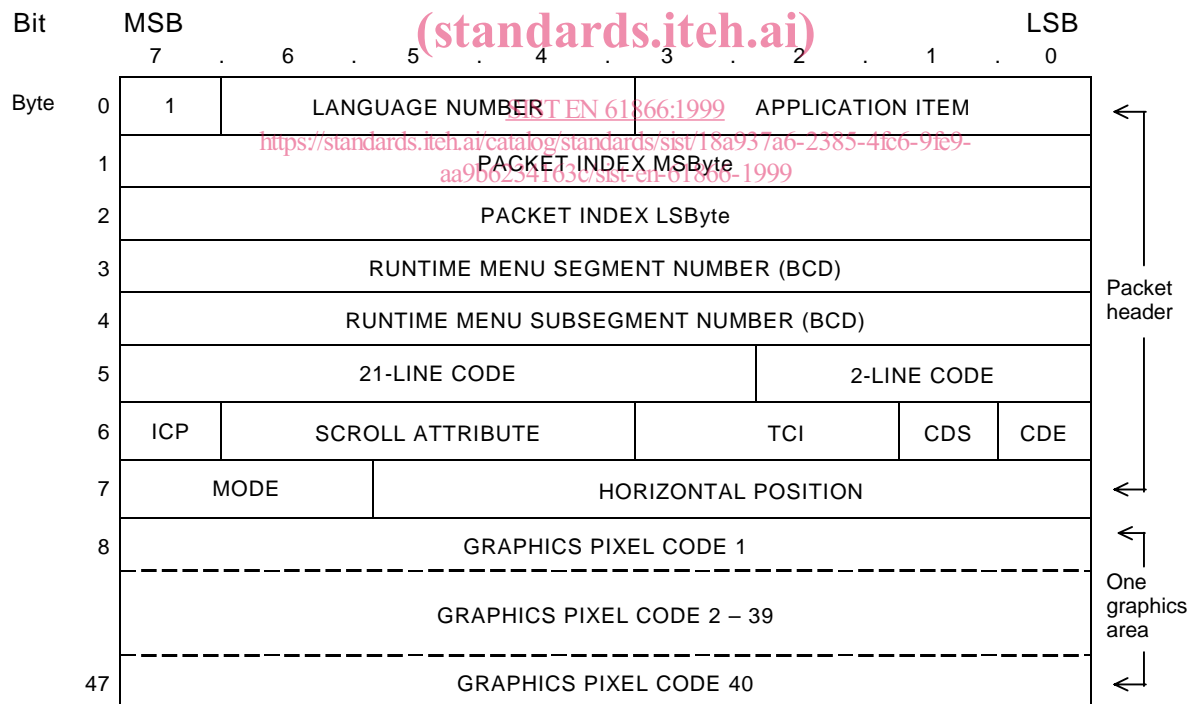 Bit MSB (standards.iteh.ai) LSB
7 . 6 . 5 . 4 . 3 . 2 . 1 . 0
Byte 0 1 LANGUAGE NUMBER APPLICATION ITEM
SIST EN 61866:1999
https://standards.iteh.ai/catalog/standards/sist/18a937a6-2385-4fc6-9fe9-
1 PACKET INDEX MSByte
aa9b6234163c/sist-en-61866-1999
2 PACKET INDEX LSByte
3 RUNTIME MENU SEGMENT NUMBER (BCD)
Packet
header
4 RUNTIME MENU SUBSEGMENT NUMBER (BCD)
5 21-LINE CODE 2-LINE CODE
6 ICP SCROLL ATTRIBUTE TCI CDS CDE
7 MODE HORIZONTAL POSITION
8 GRAPHICS PIXEL CODE 1
One
graphics
area
GRAPHICS PIXEL CODE 2 – 39
47 GRAPHICS PIXEL CODE 40